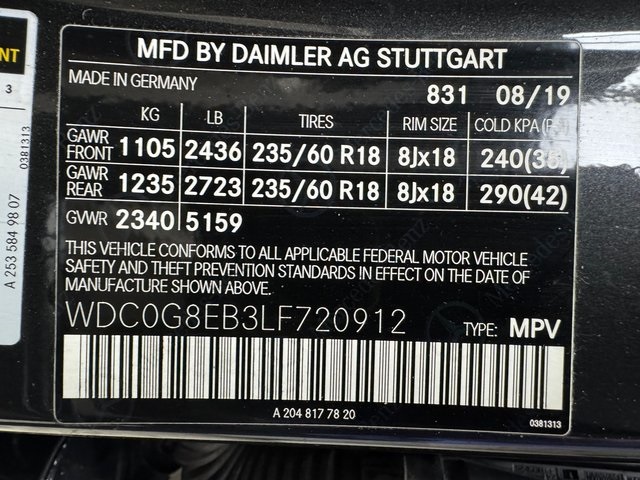 MFD BY DAIMLER AG STUTTGART
MADE IN GERMANY
831 08/19
KG LB TIRES RIM SIZE COLD KPA
GAWR FRONT 1105 2436 235/60 R18 8Jx18 240(35)
GAWR REAR 1235 2723 235/60 R18 8Jx18 290(42)
GVWR 2340 5159
THIS VEHICLE CONFORMS TO ALL APPLICABLE FEDERAL MOTOR VEHICLE
SAFETY AND THEFT PREVENTION STANDARDS IN EFFECT ON THE DATE OF
MANUFACTURE SHOWN ABOVE.
WDC0G8EB3LF720912 TYPE: MPV
A 204 817 78 20
0381313
3
0381313
A 253 584 98 07